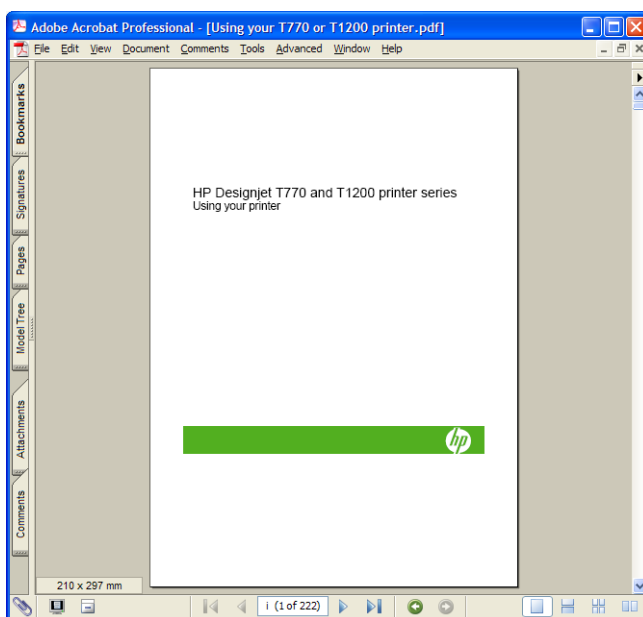 Adobe Acrobat Professional - [Using your T770 or T1200 printer.pdf]
File Edit View Document Comments Tools Advanced Window Help
Bookmarks
Signatures
Pages
Model Tree
Attachments
Comments
HP Designjet T770 and T1200 printer series
Using your printer
hp
210 x 297 mm
i (1 of 222)